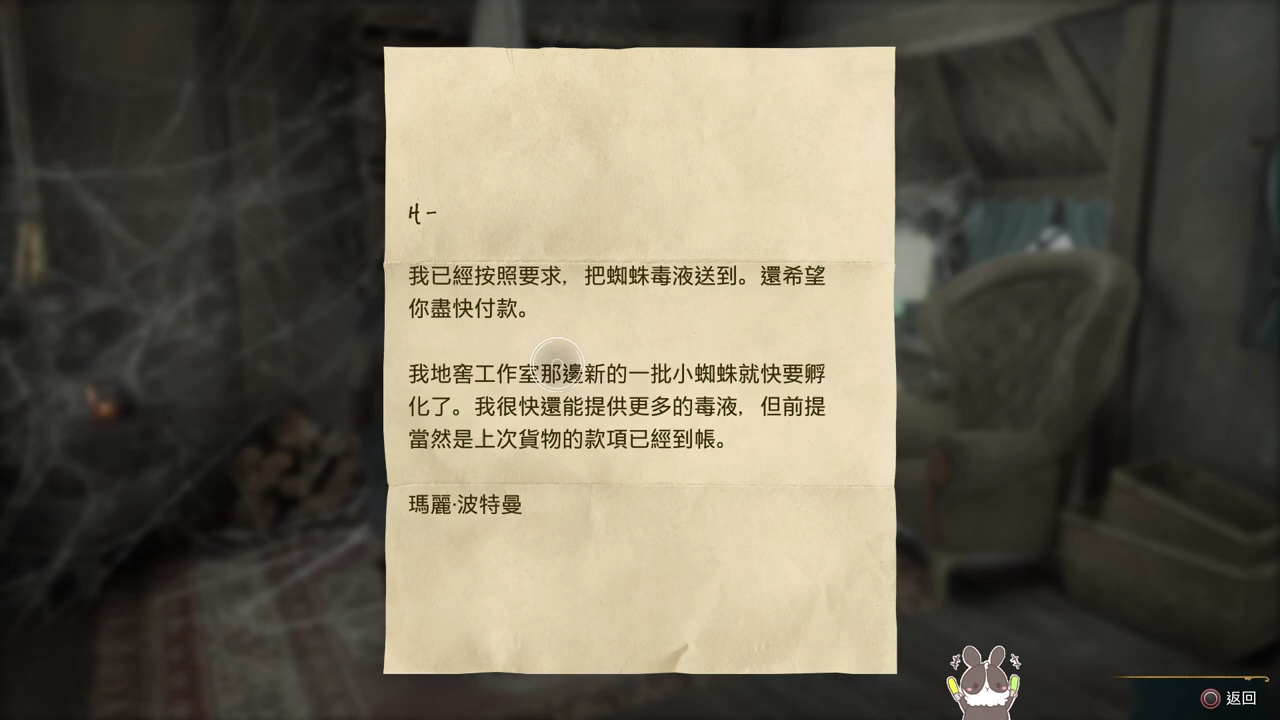 H-
我已經按照要求，把蜘蛛毒液送到。還希望
你盡快付款。
我地窖工作室那邊新的一批小蜘蛛就快要孵
化了。我很快還能提供更多的毒液，但前提
當然是上次貨物的款項已經到帳。
瑪麗·波特曼
返回